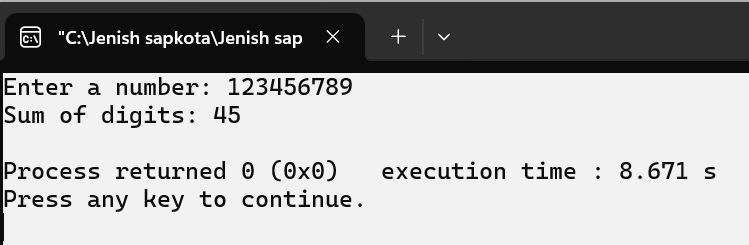 "C:\Jenish sapkota\Jenish sap
Enter a number: 123456789
Sum of digits: 45
Process returned 0 (0x0)   execution time : 8.671 s
Press any key to continue.